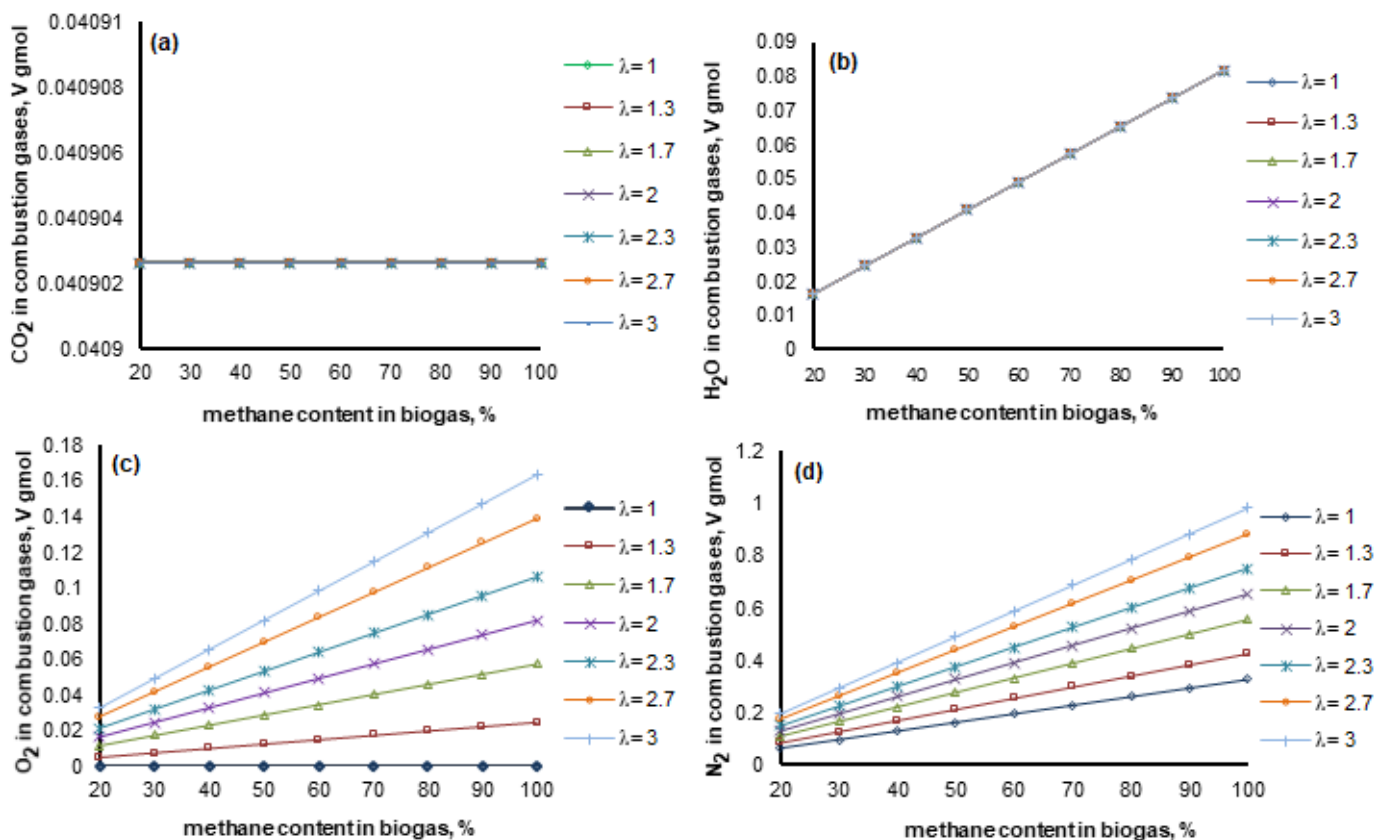 (a)
CO2 in combustion gases, V gmol
0.04091
0.040908
0.040906
0.040904
0.040902
0.0409
20 30 40 50 60 70 80 90 100
methane content in biogas, %
λ= 1
λ= 1.3
λ= 1.7
λ= 2
λ= 2.3
λ= 2.7
λ= 3
(b)
H2O in combustion gases, V gmol
0.09
0.08
0.07
0.06
0.05
0.04
0.03
0.02
0.01
0
20 30 40 50 60 70 80 90 100
methane content in biogas, %
λ= 1
λ= 1.3
λ= 1.7
λ= 2
λ= 2.3
λ= 2.7
λ= 3
(c)
O2 in combustion gases, V gmol
0.18
0.16
0.14
0.12
0.1
0.08
0.06
0.04
0.02
0
20 30 40 50 60 70 80 90 100
methane content in biogas, %
λ= 1
λ= 1.3
λ= 1.7
λ= 2
λ= 2.3
λ= 2.7
λ= 3
(d)
N2 in combustion gases, V gmol
1.2
1
0.8
0.6
0.4
0.2
0
20 30 40 50 60 70 80 90 100
methane content in biogas, %
λ= 1
λ= 1.3
λ= 1.7
λ= 2
λ= 2.3
λ= 2.7
λ= 3